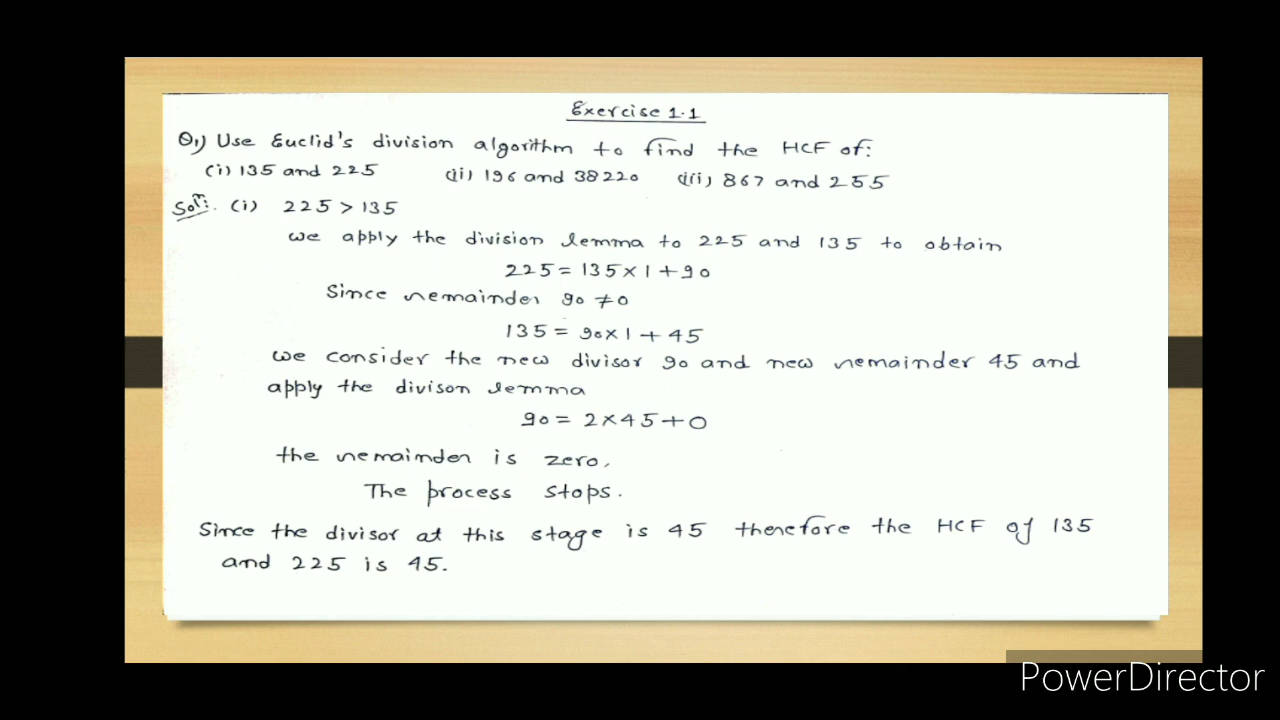 Exercise 1.1
Q1) Use Euclid's division algorithm to find the HCF of:
(i) 135 and 225 (ii) 196 and 38220 (iii) 867 and 255
Solⁿ: (i) 225 > 135
we apply the division lemma to 225 and 135 to obtain
225 = 135 × 1 + 90
Since remainder 90 ≠ 0
135 = 90 × 1 + 45
we consider the new divisor 90 and new remainder 45 and
apply the divison lemma
90 = 2 × 45 + 0
the remainder is zero,
The process stops.
Since the divisor at this stage is 45 therefore the HCF of 135
and 225 is 45.
PowerDirector